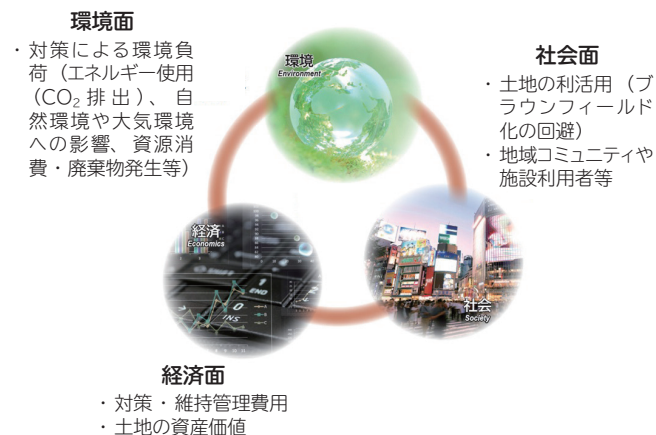 環境面
・対策による環境負
荷（エネルギー使用
（CO₂排出）、自
然環境や大気環境
への影響、資源消
費・廃棄物発生等）
環境
Environment
社会面
・土地の利活用（ブ
ラウンフィールド
化の回避）
・地域コミュニティや
施設利用者等
経済
Economics
END
INS
社会
Society
経済面
・対策・維持管理費用
・土地の資産価値